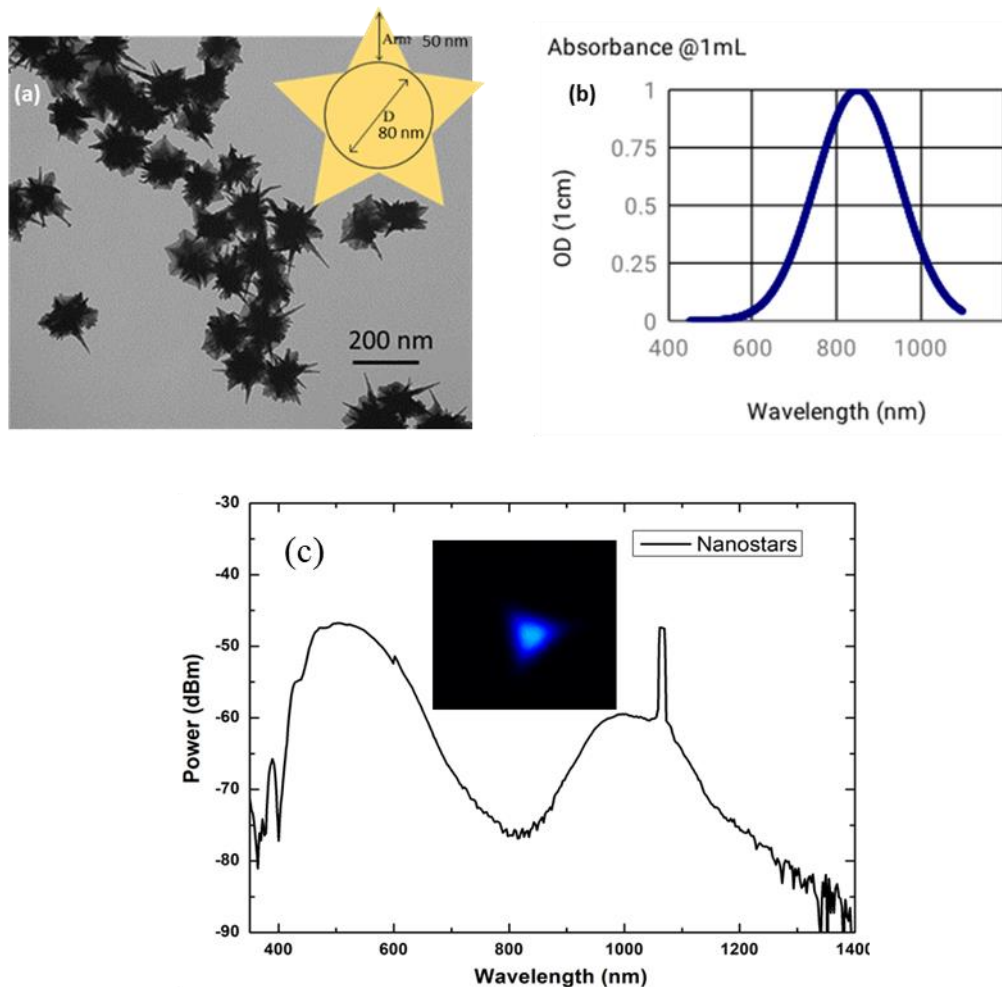 (a)
Arm
50 nm
D
80 nm
200 nm
Absorbance @1mL
(b)
1
0.75
0.5
0.25
0
OD (1cm)
400 600 800 1000
Wavelength (nm)
(c)
Nanostars
-30
-40
-50
-60
-70
-80
-90
Power (dBm)
400 600 800 1000 1200 1400
Wavelength (nm)